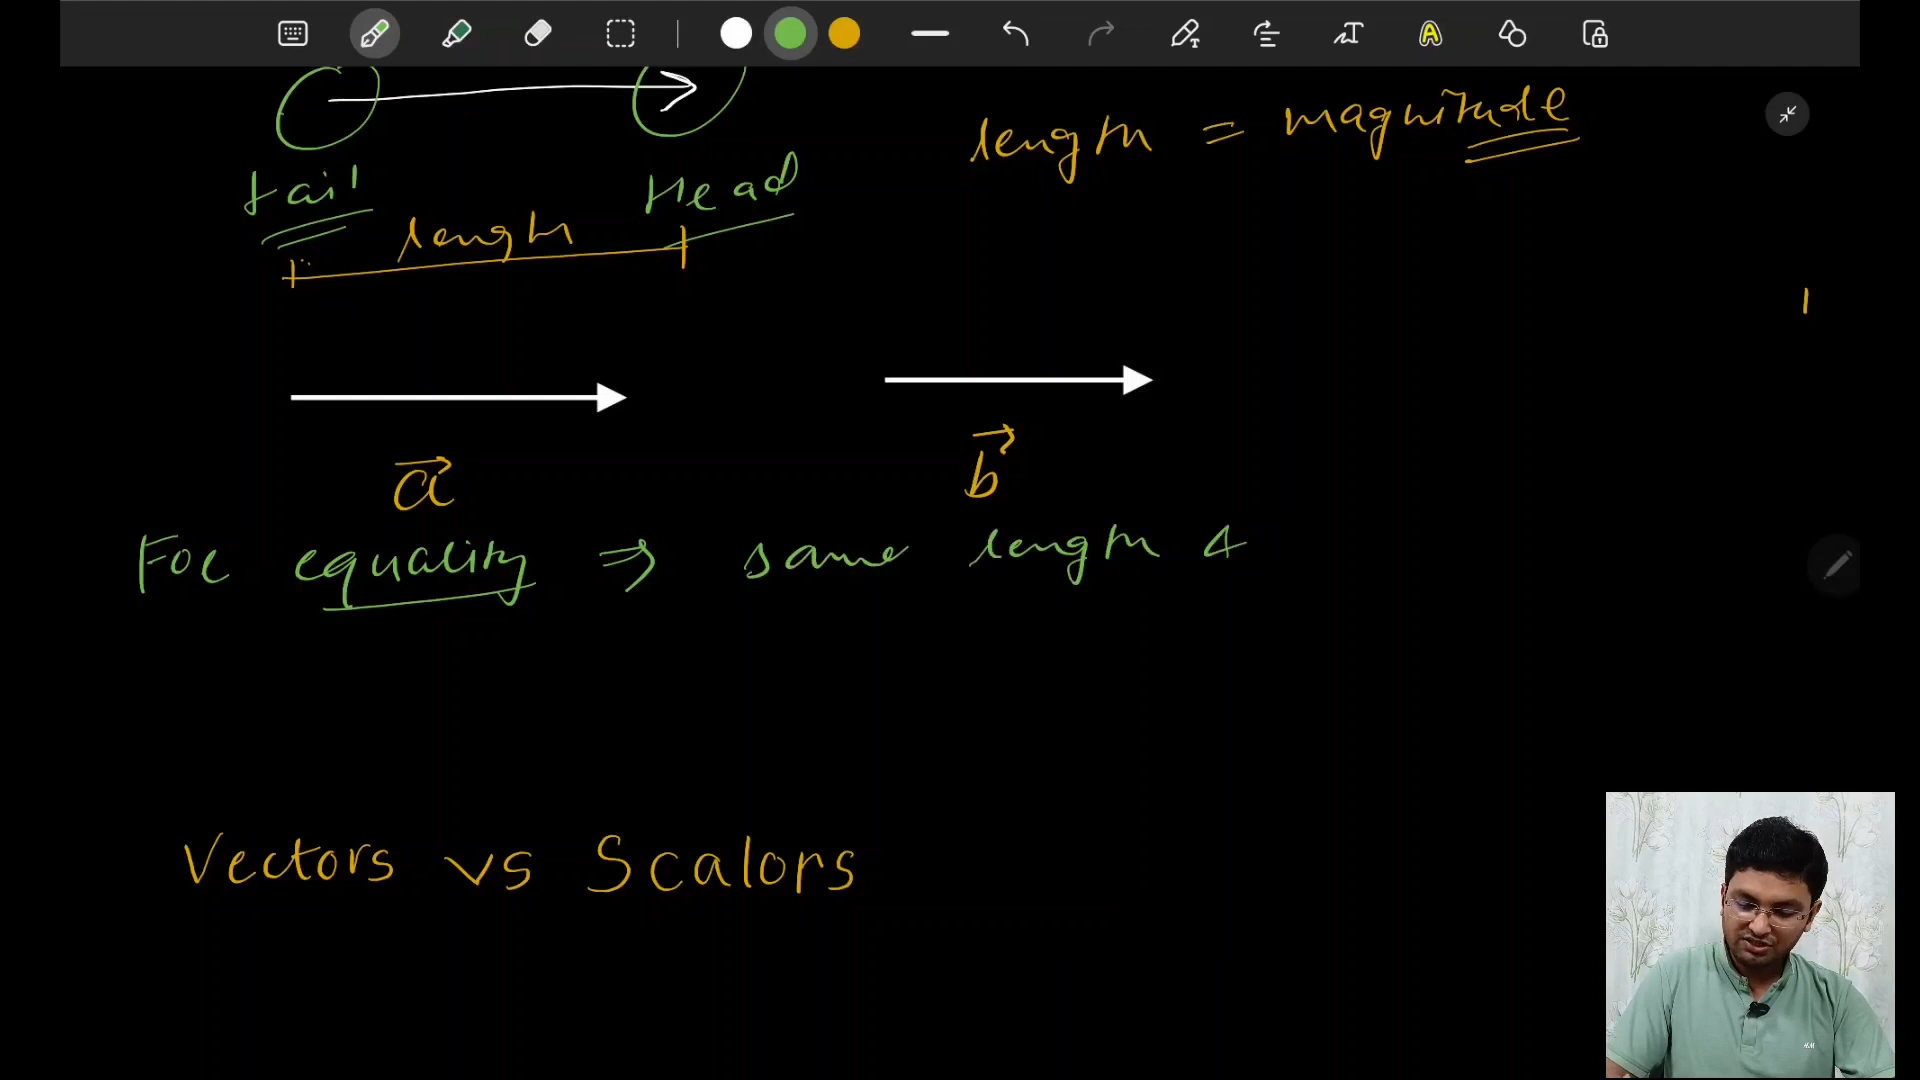 length = magnitude
tail Head
length
a b
For equality ⇒ same length &
Vectors vs Scalors